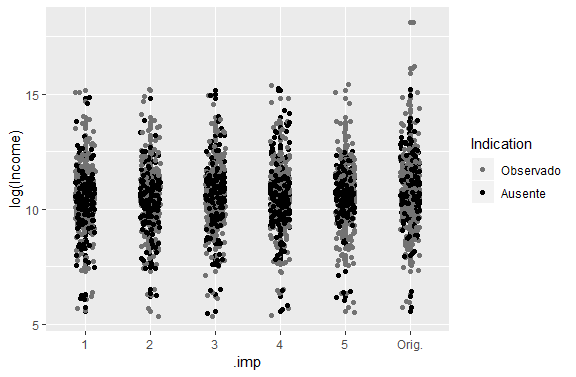 log(Income)
15
10
5
1 2 3 4 5 Orig.
.imp
Indication
Observado
Ausente